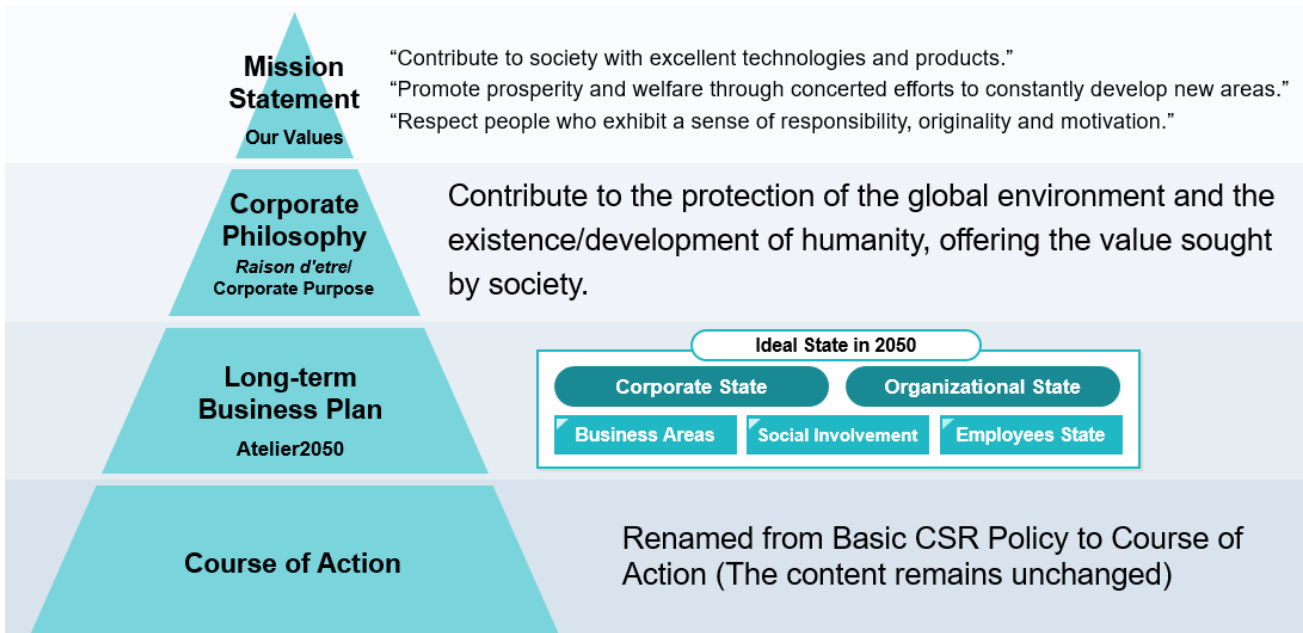 Mission
Statement
Our Values
“Contribute to society with excellent technologies and products.”
“Promote prosperity and welfare through concerted efforts to constantly develop new areas.”
“Respect people who exhibit a sense of responsibility, originality and motivation.”
Corporate
Philosophy
Raison d'etre/
Corporate Purpose
Contribute to the protection of the global environment and the
existence/development of humanity, offering the value sought
by society.
Long-term
Business Plan
Atelier2050
Ideal State in 2050
Corporate State
Organizational State
Business Areas
Social Involvement
Employees State
Course of Action
Renamed from Basic CSR Policy to Course of
Action (The content remains unchanged)